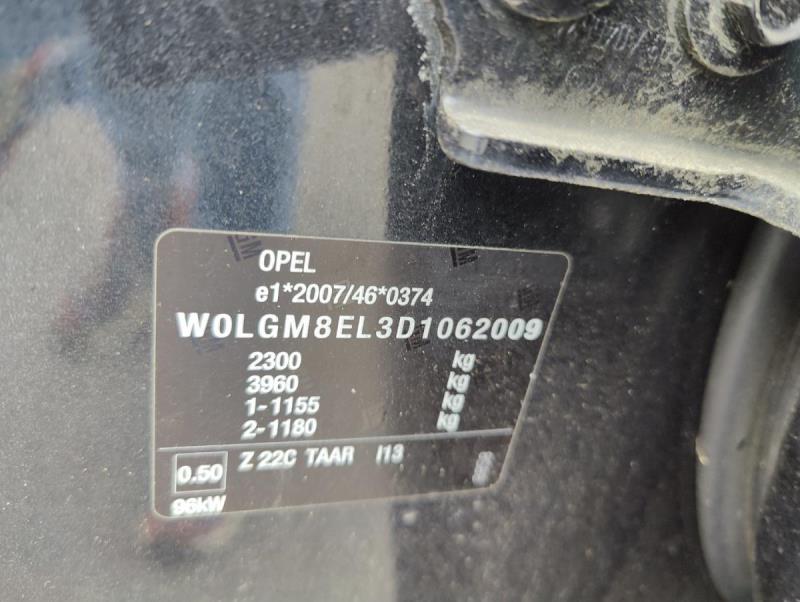 OPEL
e1*2007/46*0374
W0LGM8EL3D1062009
2300 kg
3960 kg
1-1155 kg
2-1180 kg
0.50 Z 22C TAAR I13
96kW
GM